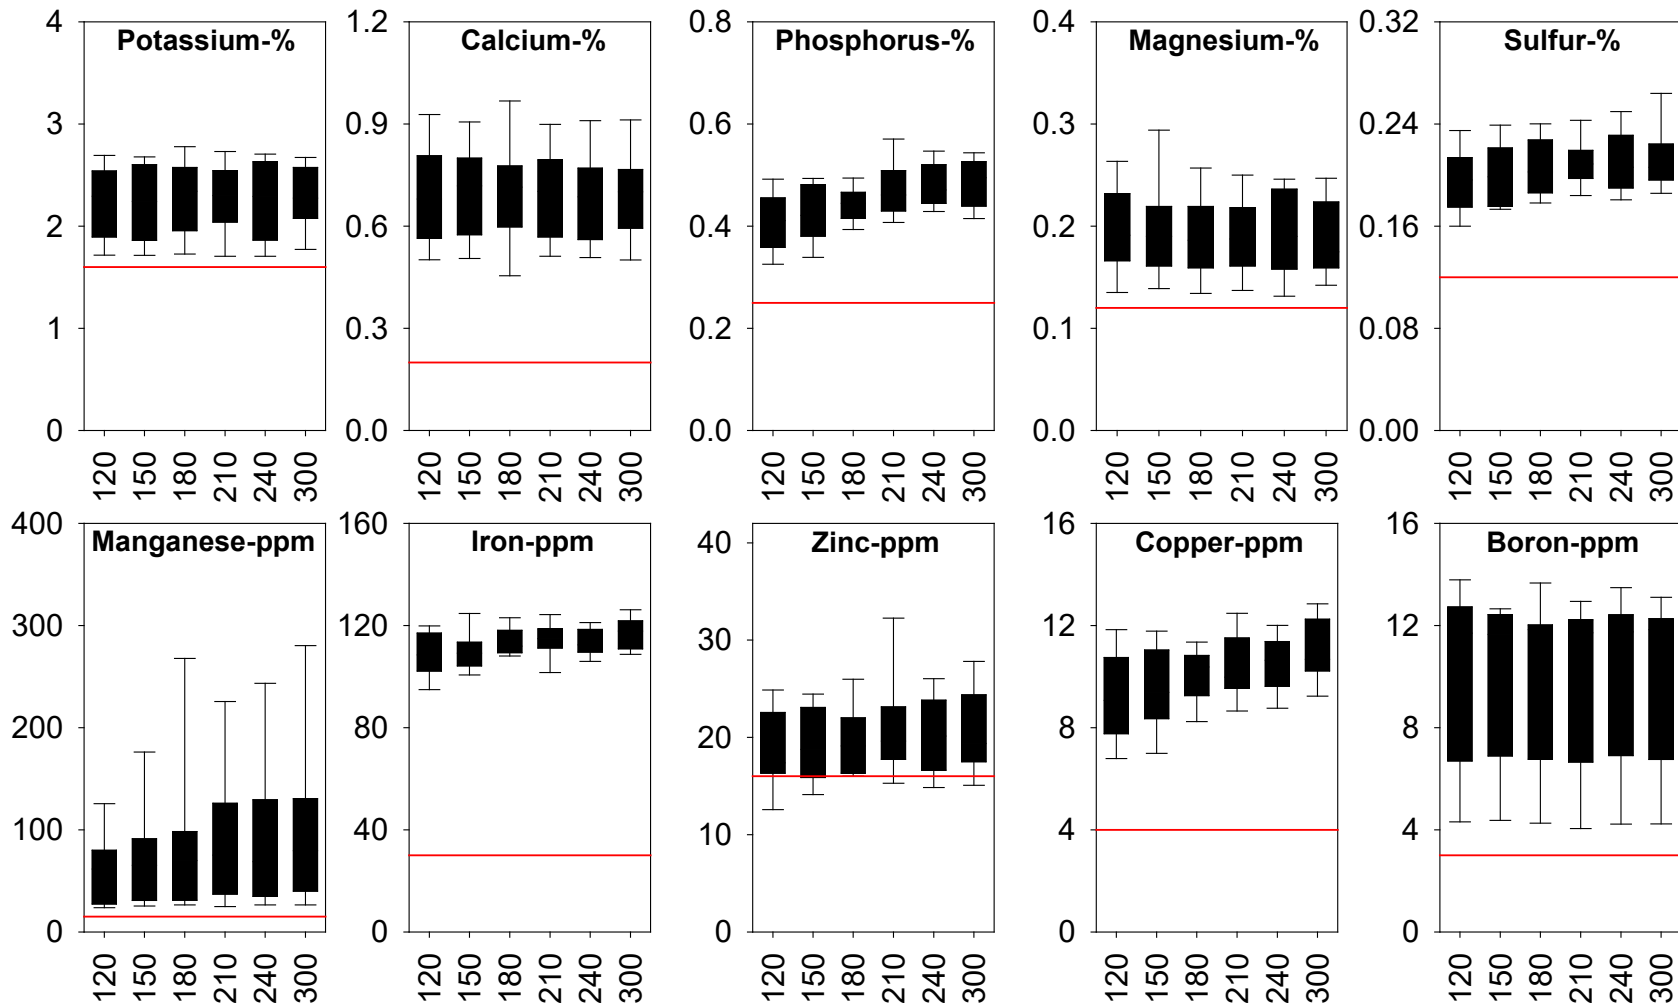 Potassium-%
4
3
2
1
0
120 150 180 210 240 300
Calcium-%
1.2
0.9
0.6
0.3
0.0
120 150 180 210 240 300
Phosphorus-%
0.8
0.6
0.4
0.2
0.0
120 150 180 210 240 300
Magnesium-%
0.4
0.3
0.2
0.1
0.0
120 150 180 210 240 300
Sulfur-%
0.32
0.24
0.16
0.08
0.00
120 150 180 210 240 300
Manganese-ppm
400
300
200
100
0
120 150 180 210 240 300
Iron-ppm
160
120
80
40
0
120 150 180 210 240 300
Zinc-ppm
40
30
20
10
0
120 150 180 210 240 300
Copper-ppm
16
12
8
4
0
120 150 180 210 240 300
Boron-ppm
16
12
8
4
0
120 150 180 210 240 300